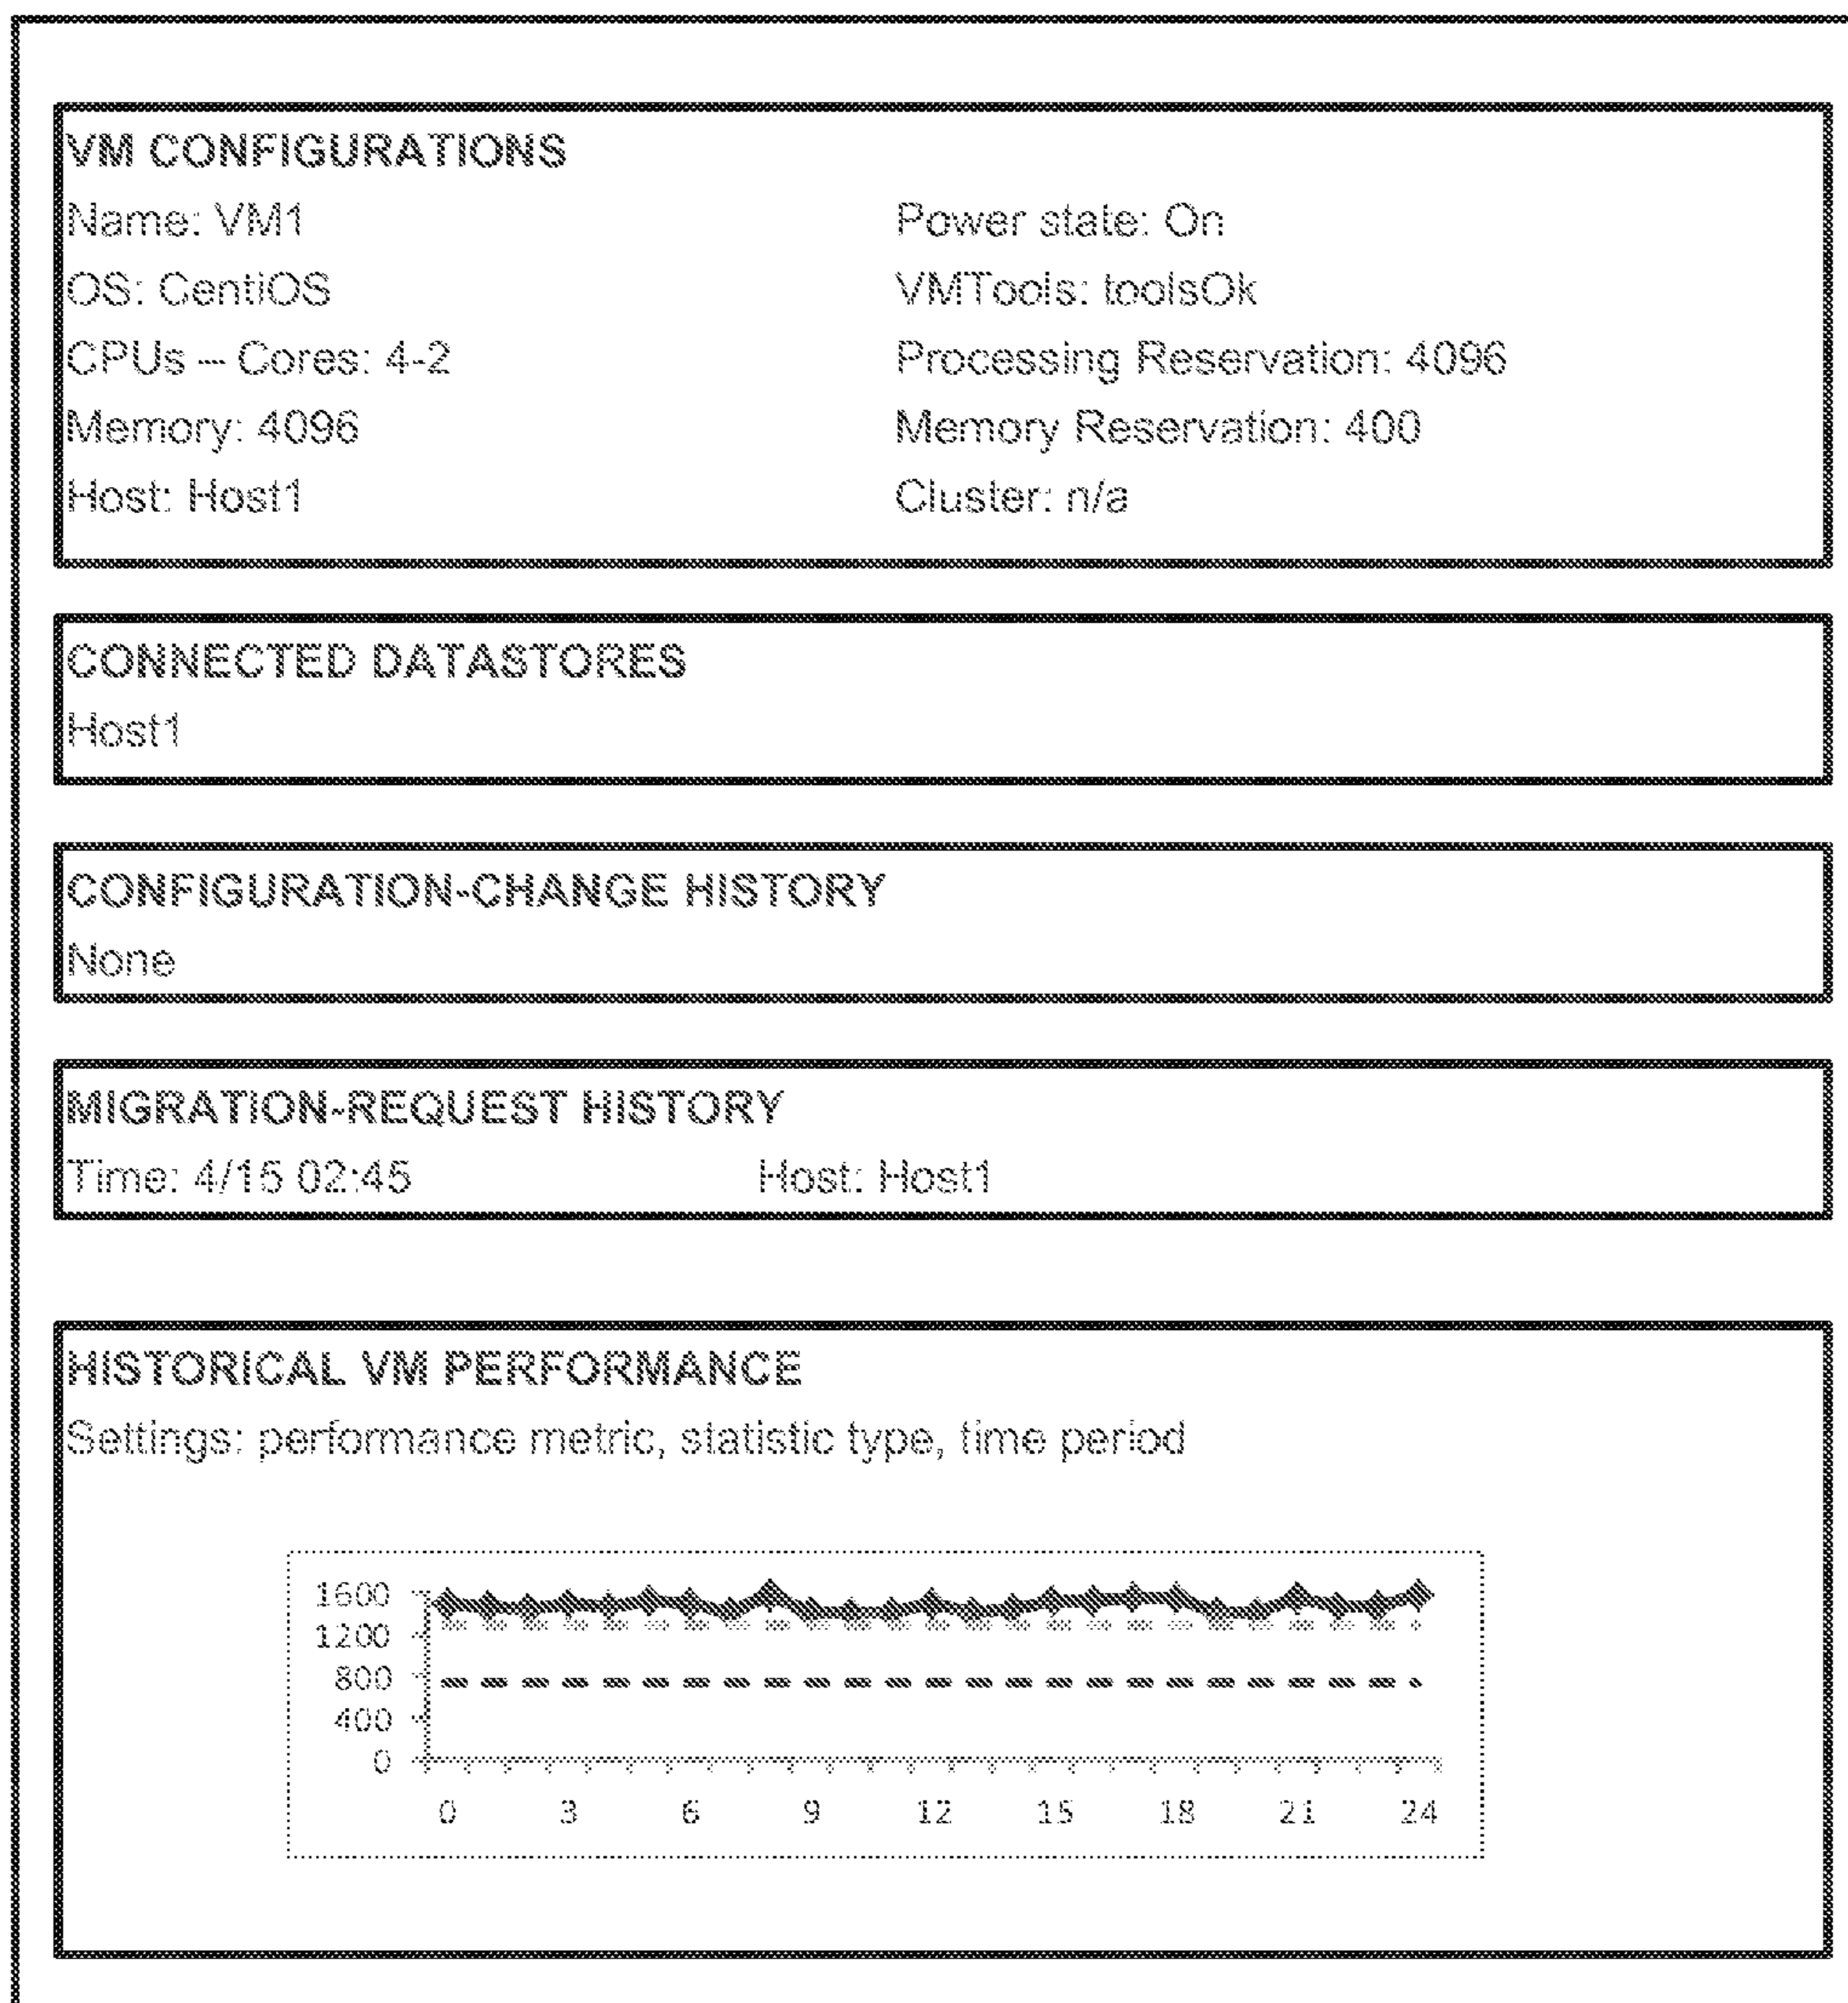 VM CONFIGURATIONS
Name: VM1 Power state: On
OS: CentiOS VMTools: toolsOk
CPUs – Cores: 4-2 Processing Reservation: 4096
Memory: 4096 Memory Reservation: 400
Host: Host1 Cluster: n/a
CONNECTED DATASTORES
Host1
CONFIGURATION-CHANGE HISTORY
None
MIGRATION-REQUEST HISTORY
Time: 4/15 02:45 Host: Host1
HISTORICAL VM PERFORMANCE
Settings: performance metric, statistic type, time period
1600
1200
800
400
0
0 3 6 9 12 15 18 21 24